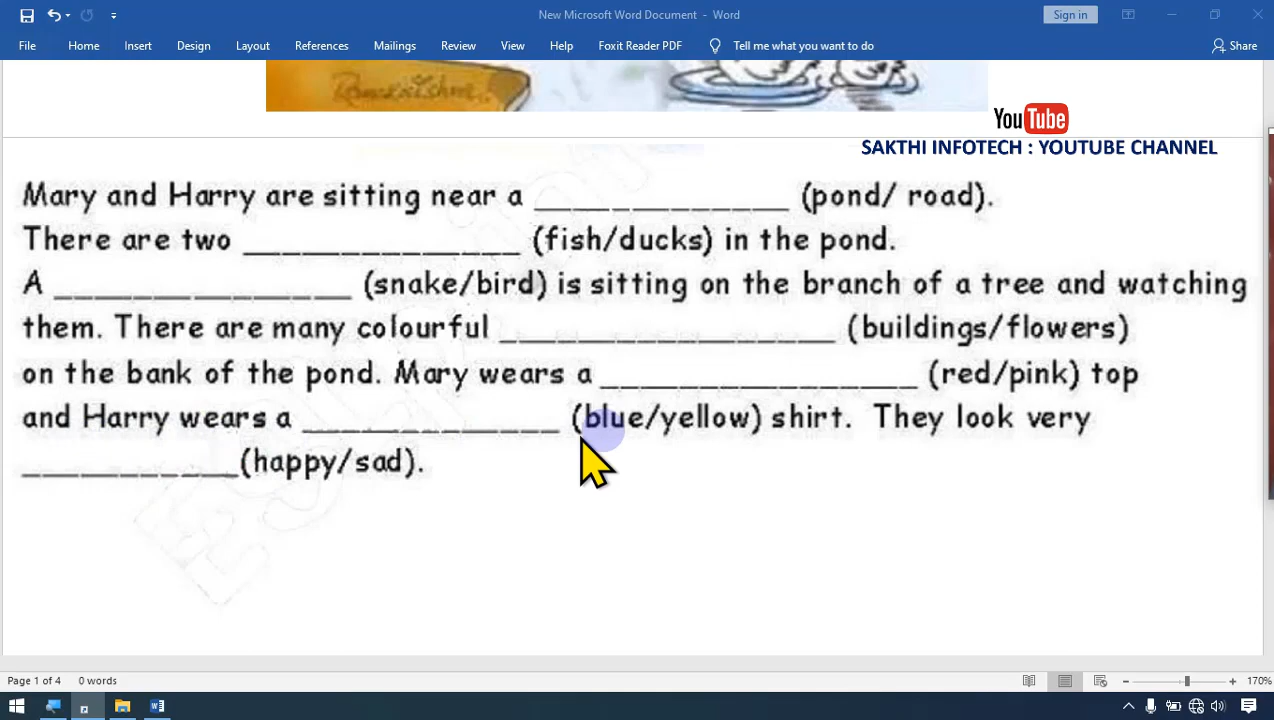 New Microsoft Word Document - Word
Sign in
File Home Insert Design Layout References Mailings Review View Help Foxit Reader PDF Tell me what you want to do Share
YouTube
SAKTHI INFOTECH : YOUTUBE CHANNEL
Mary and Harry are sitting near a _____________ (pond/ road).
There are two ______________ (fish/ducks) in the pond.
A _______________ (snake/bird) is sitting on the branch of a tree and watching
them. There are many colourful _________________ (buildings/flowers)
on the bank of the pond. Mary wears a ________________ (red/pink) top
and Harry wears a _____________ (blue/yellow) shirt. They look very
___________(happy/sad).
Page 1 of 4 0 words
170%